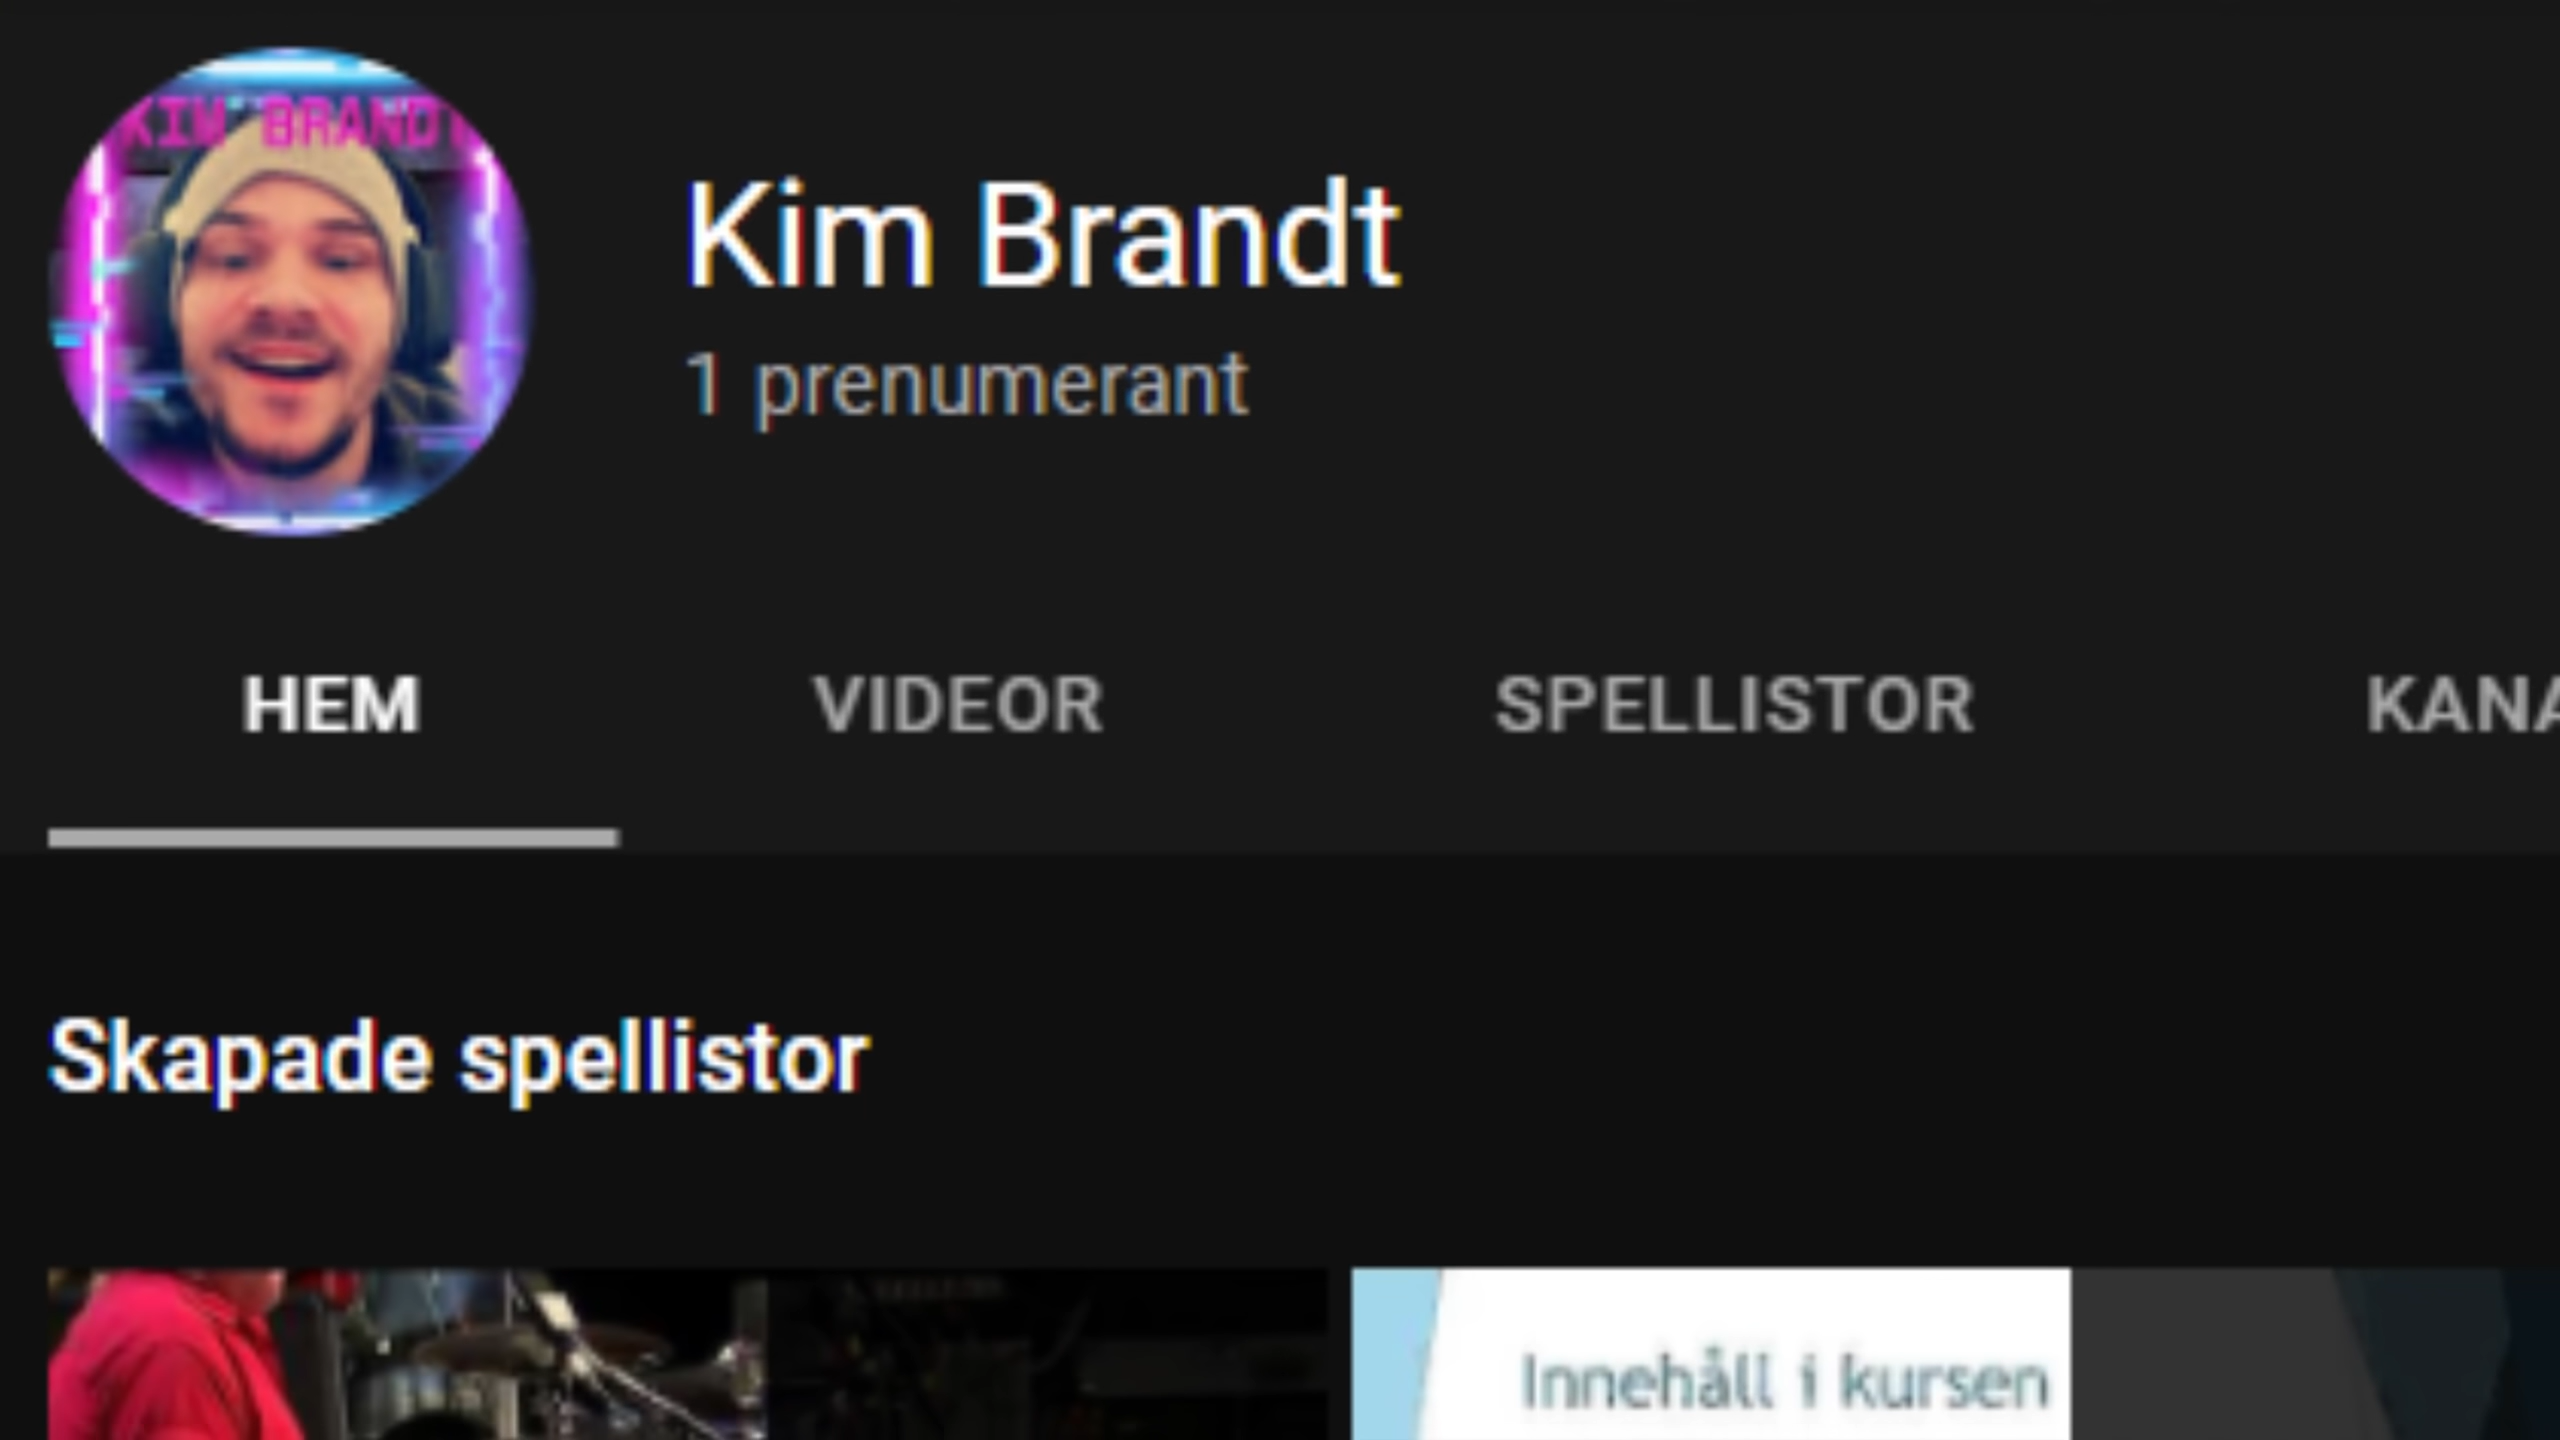 KIM BRANDT
Kim Brandt
1 prenumerant
HEM
VIDEOR
SPELLISTOR
KANA
Skapade spellistor
Innehåll i kursen